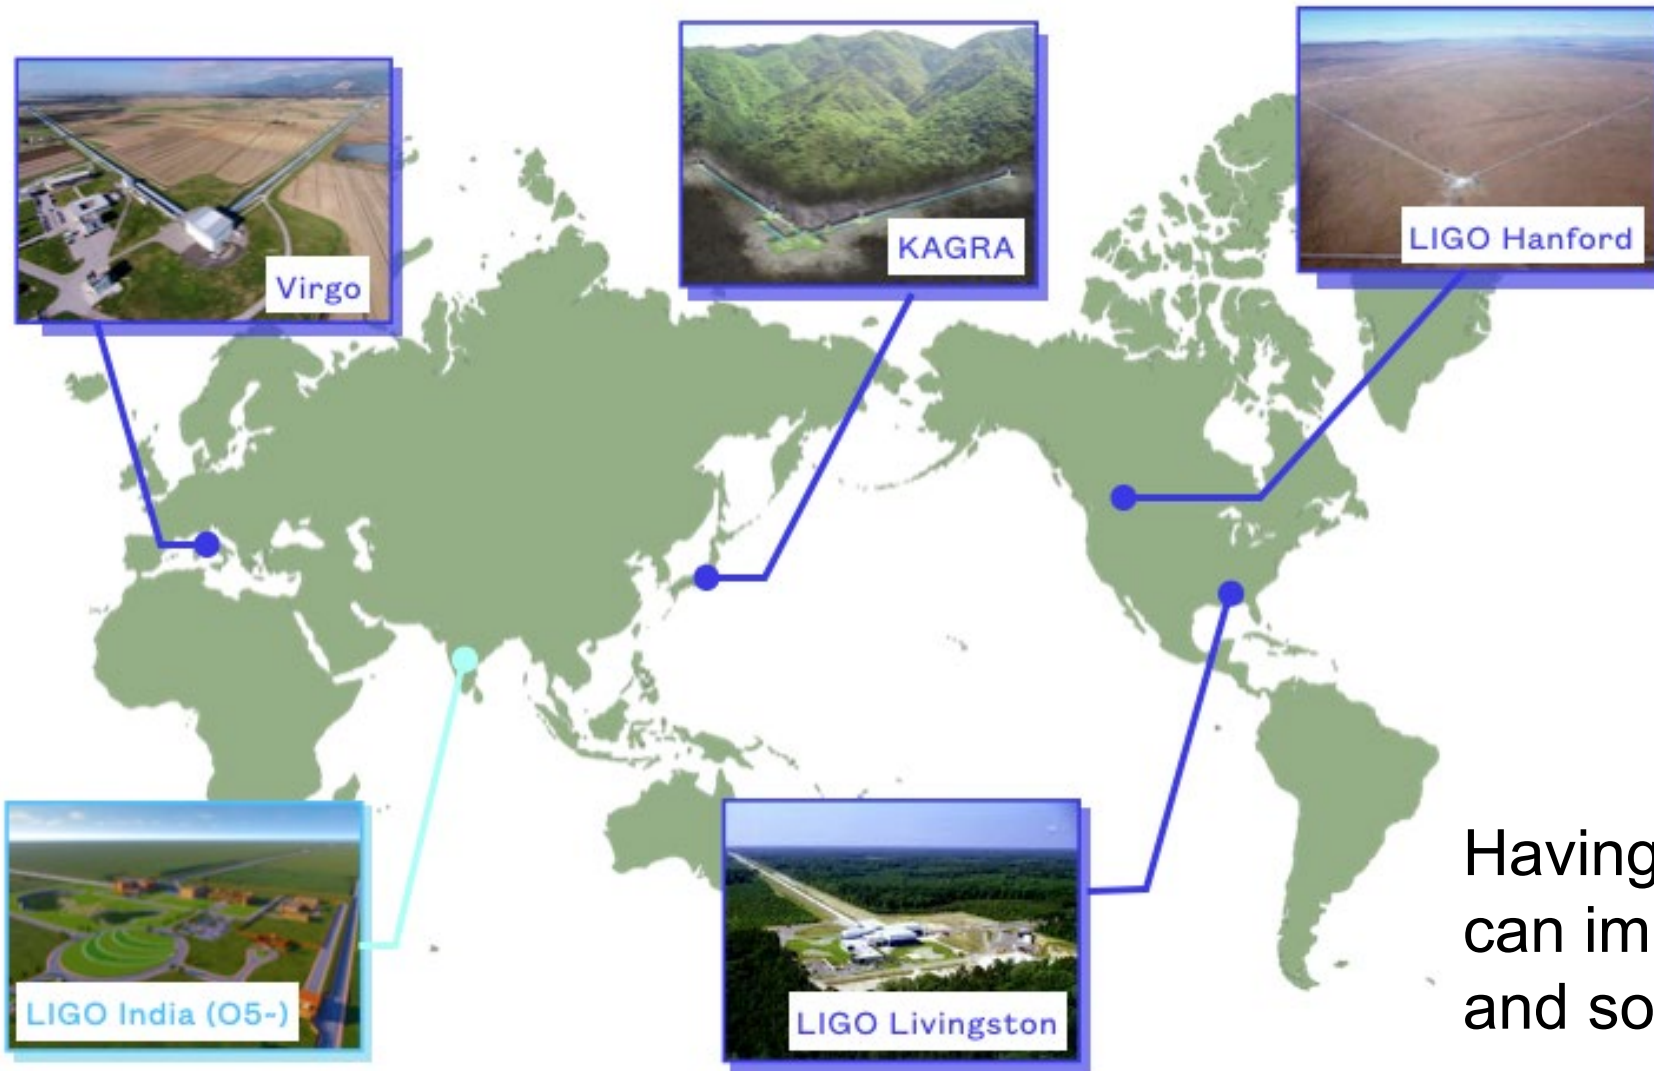 Virgo
KAGRA
LIGO Hanford
LIGO India (O5-)
LIGO Livingston
Having
can im
and so